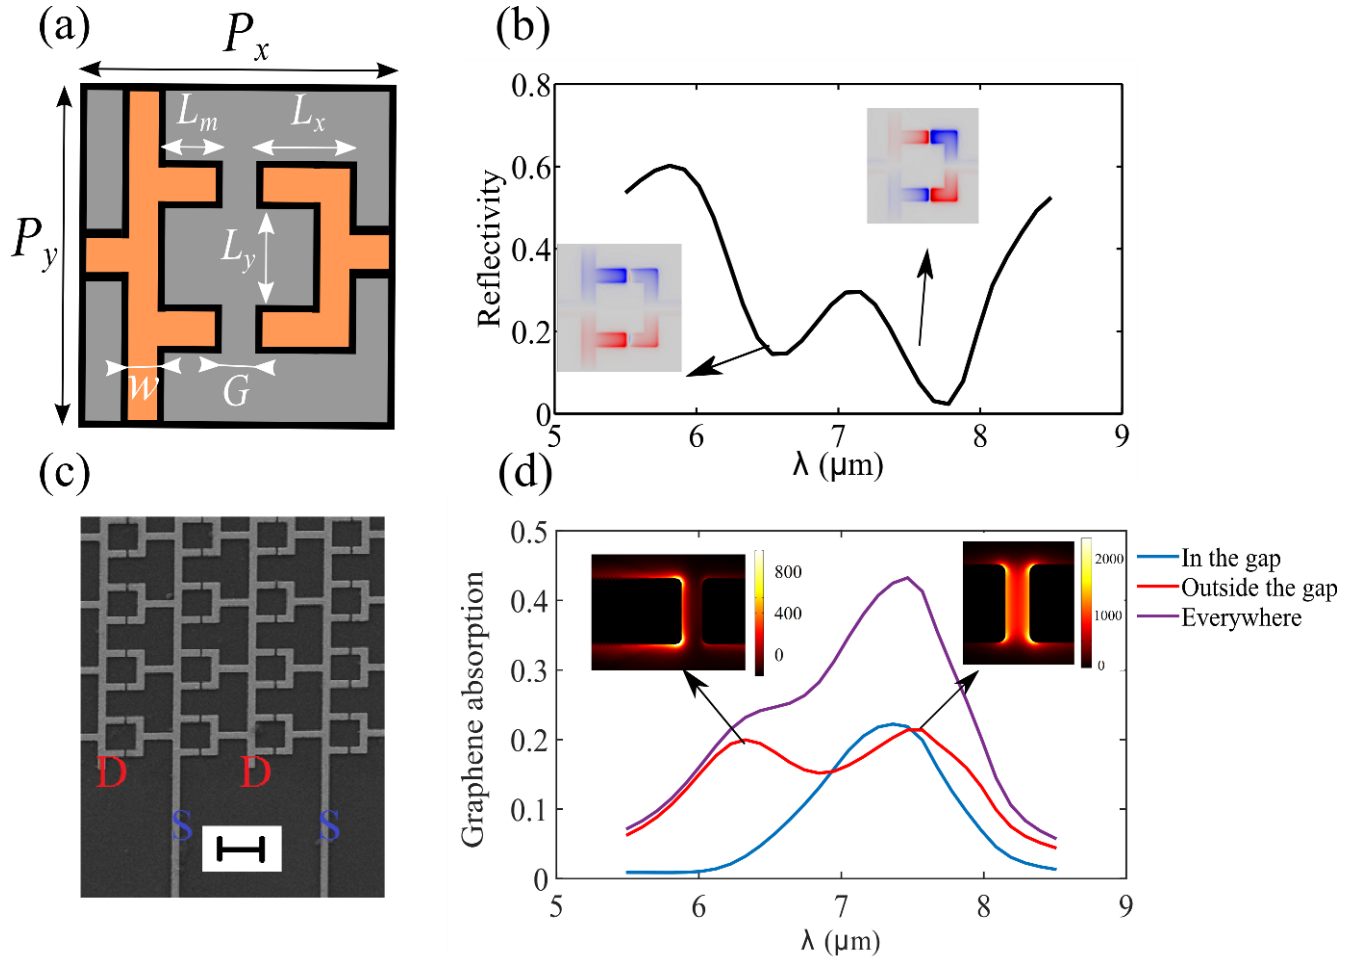 (a)
P_x
L_m
L_x
P_y
L_y
w
G
(b)
Reflectivity
0.8
0.6
0.4
0.2
0
5
6
7
8
9
λ (μm)
(c)
D
D
S
S
(d)
Graphene absorption
0.5
0.4
0.3
0.2
0.1
0
800
400
0
2000
1000
0
In the gap
Outside the gap
Everywhere
5
6
7
8
9
λ (μm)